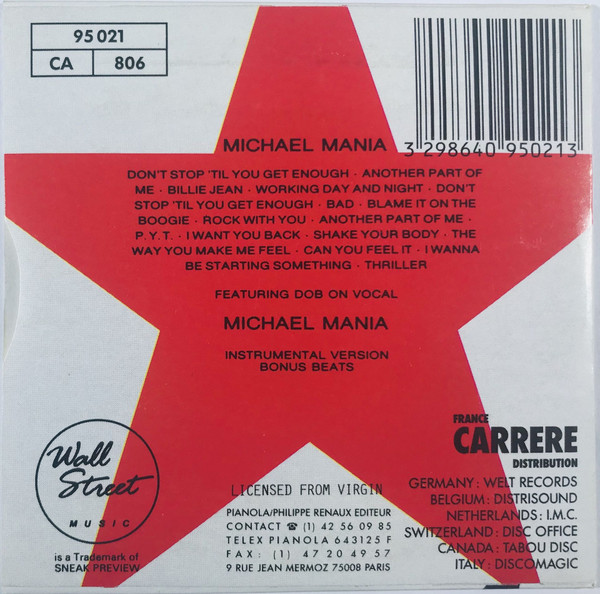 95 021
CA 806
3 298640 950213
MICHAEL MANIA
DON'T STOP 'TIL YOU GET ENOUGH · ANOTHER PART OF
ME · BILLIE JEAN · WORKING DAY AND NIGHT · DON'T
STOP 'TIL YOU GET ENOUGH · BAD · BLAME IT ON THE
BOOGIE · ROCK WITH YOU · ANOTHER PART OF ME ·
P.Y.T. · I WANT YOU BACK · SHAKE YOUR BODY · THE
WAY YOU MAKE ME FEEL · CAN YOU FEEL IT · I WANNA
BE STARTING SOMETHING · THRILLER
FEATURING DOB ON VOCAL
MICHAEL MANIA
INSTRUMENTAL VERSION
BONUS BEATS
Wall
Street
MUSIC
is a Trademark of
SNEAK PREVIEW
LICENSED FROM VIRGIN
PIANOLA/PHILIPPE RENAUX EDITEUR
CONTACT ☎ (1) 42 56 09 85
TELEX PIANOLA 643125 F
FAX : (1) 47 20 49 57
9 RUE JEAN MERMOZ 75008 PARIS
FRANCE
CARRERE
DISTRIBUTION
GERMANY : WELT RECORDS
BELGIUM : DISTRISOUND
NETHERLANDS : I.M.C.
SWITZERLAND : DISC OFFICE
CANADA : TABOU DISC
ITALY : DISCOMAGIC